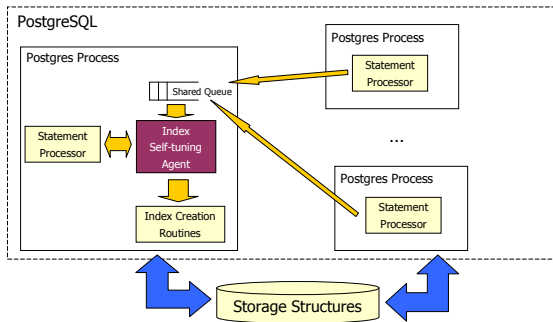 PostgreSQL
Postgres Process
Shared Queue
Statement
Processor
Index
Self-tuning
Agent
Index Creation
Routines
Postgres Process
Statement
Processor
...
Postgres Process
Statement
Processor
Storage Structures